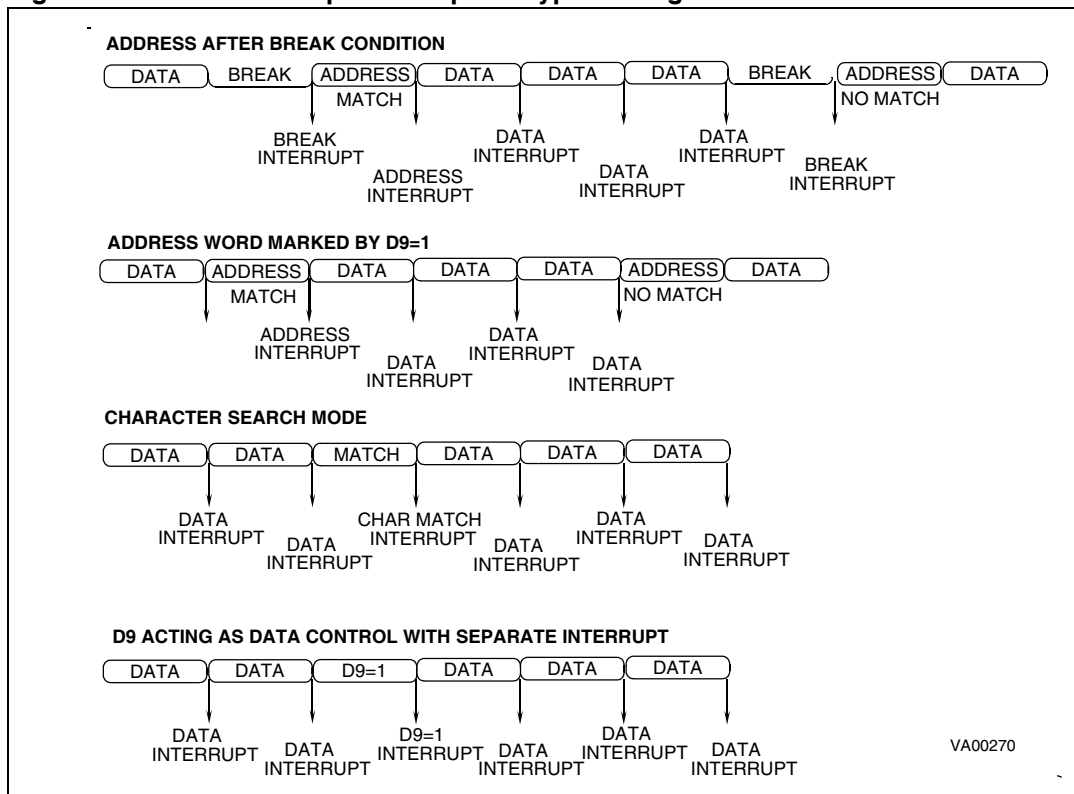 ADDRESS AFTER BREAK CONDITION
DATA BREAK ADDRESS DATA DATA DATA BREAK ADDRESS DATA
MATCH NO MATCH
BREAK INTERRUPT
ADDRESS INTERRUPT
DATA INTERRUPT
DATA INTERRUPT
DATA INTERRUPT
BREAK INTERRUPT
ADDRESS WORD MARKED BY D9=1
DATA ADDRESS DATA DATA DATA ADDRESS DATA
MATCH NO MATCH
ADDRESS INTERRUPT
DATA INTERRUPT
DATA INTERRUPT
DATA INTERRUPT
CHARACTER SEARCH MODE
DATA DATA MATCH DATA DATA DATA
DATA INTERRUPT
DATA INTERRUPT
CHAR MATCH INTERRUPT
DATA INTERRUPT
DATA INTERRUPT
DATA INTERRUPT
D9 ACTING AS DATA CONTROL WITH SEPARATE INTERRUPT
DATA DATA D9=1 DATA DATA DATA
DATA INTERRUPT
DATA INTERRUPT
D9=1 INTERRUPT
DATA INTERRUPT
DATA INTERRUPT
DATA INTERRUPT
VA00270